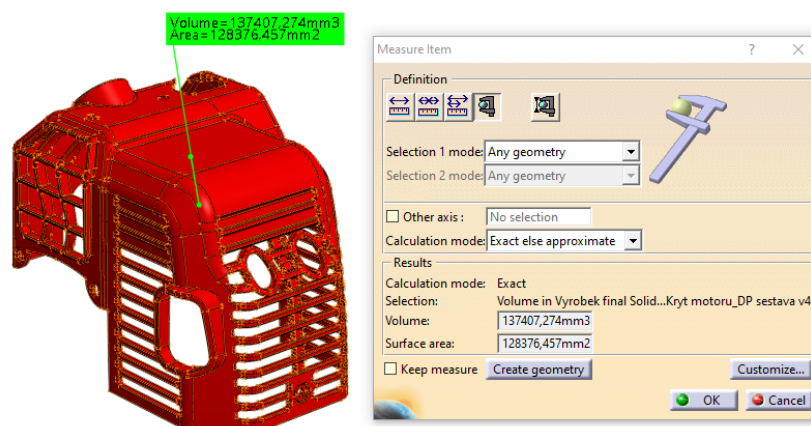 Volume=137407,274mm3
Area=128376,457mm2
Measure Item
?
Definition
Selection 1 mode: Any geometry
Selection 2 mode: Any geometry
Other axis : No selection
Calculation mode: Exact else approximate
Results
Calculation mode: Exact
Selection: Volume in Vyrobek final Solid...Kryt motoru_DP sestava v4
Volume: 137407,274mm3
Surface area: 128376,457mm2
Keep measure Create geometry Customize...
OK Cancel